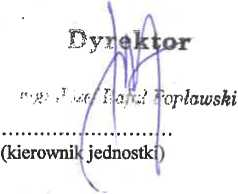 Dyrektor
Rafał Popławski
....................................
(kierownik jednostki)